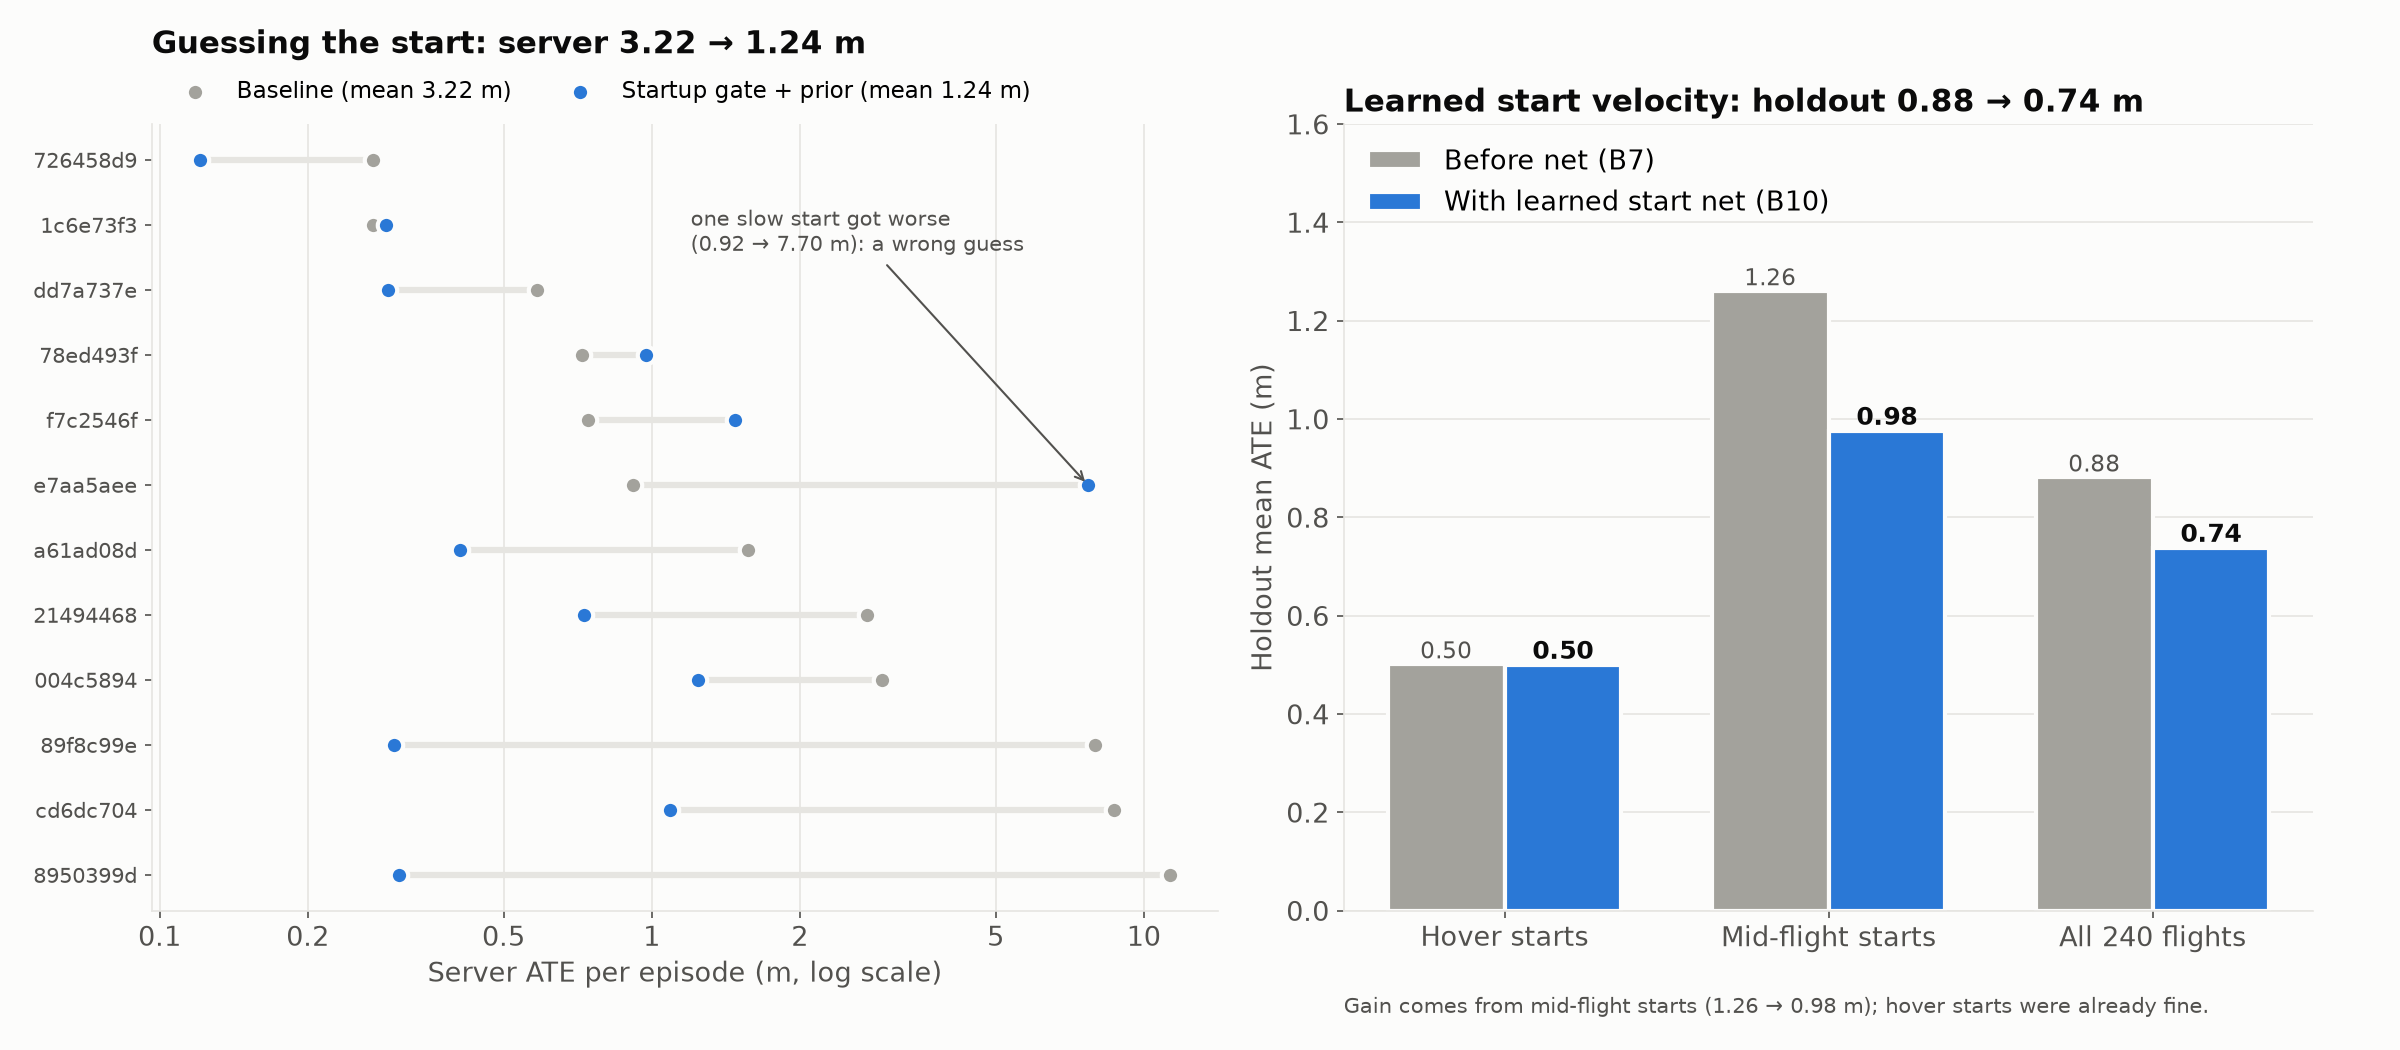 Guessing the start: server 3.22 → 1.24 m
Baseline (mean 3.22 m)
Startup gate + prior (mean 1.24 m)
726458d9
1c6e73f3
dd7a737e
78ed493f
f7c2546f
e7aa5aee
a61ad08d
21494468
004c5894
89f8c99e
cd6dc704
8950399d
one slow start got worse
(0.92 → 7.70 m): a wrong guess
0.1 0.2 0.5 1 2 5 10
Server ATE per episode (m, log scale)
Learned start velocity: holdout 0.88 → 0.74 m
Before net (B7)
With learned start net (B10)
Holdout mean ATE (m)
1.6
1.4
1.2
1.0
0.8
0.6
0.4
0.2
0.0
0.50 0.50
1.26 0.98
0.88 0.74
Hover starts Mid-flight starts All 240 flights
Gain comes from mid-flight starts (1.26 → 0.98 m); hover starts were already fine.